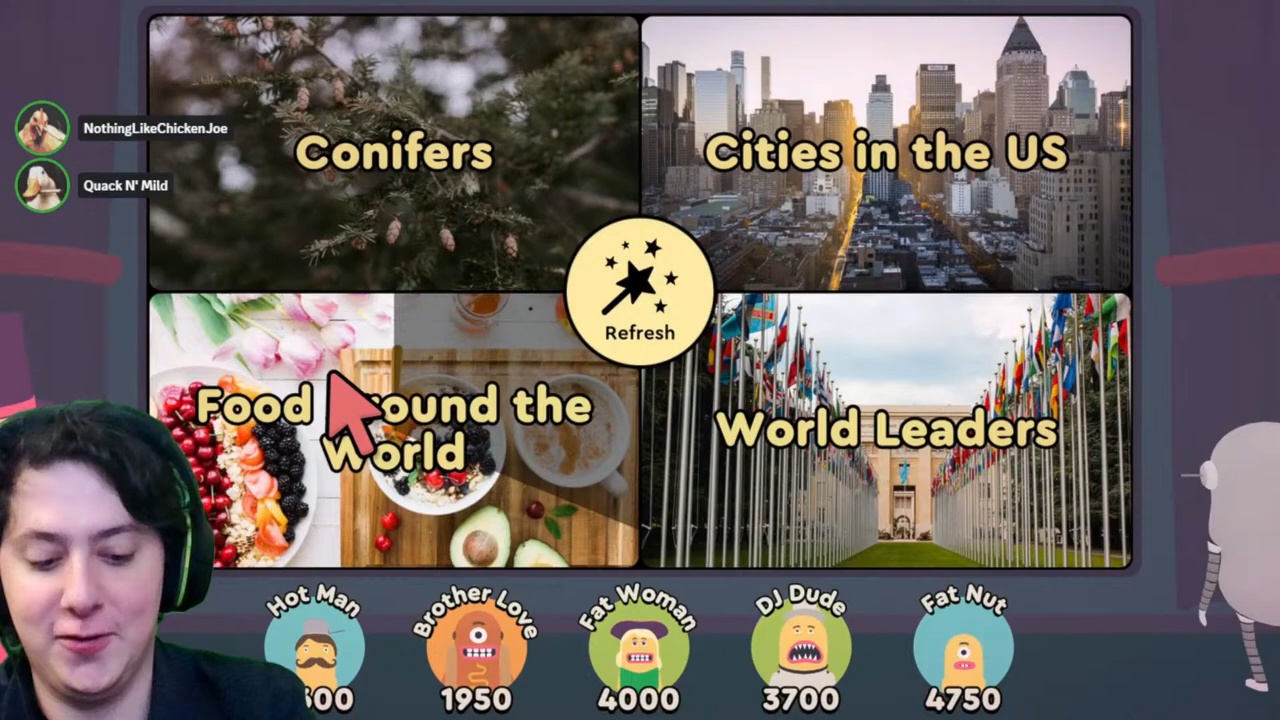 NothingLikeChickenJoe
Quack N' Mild
Conifers
Cities in the US
Refresh
Food the
World
World Leaders
Hot Man
Brother Love
Fat Woman
DJ Dude
Fat Nut
1950
4000
3700
4750